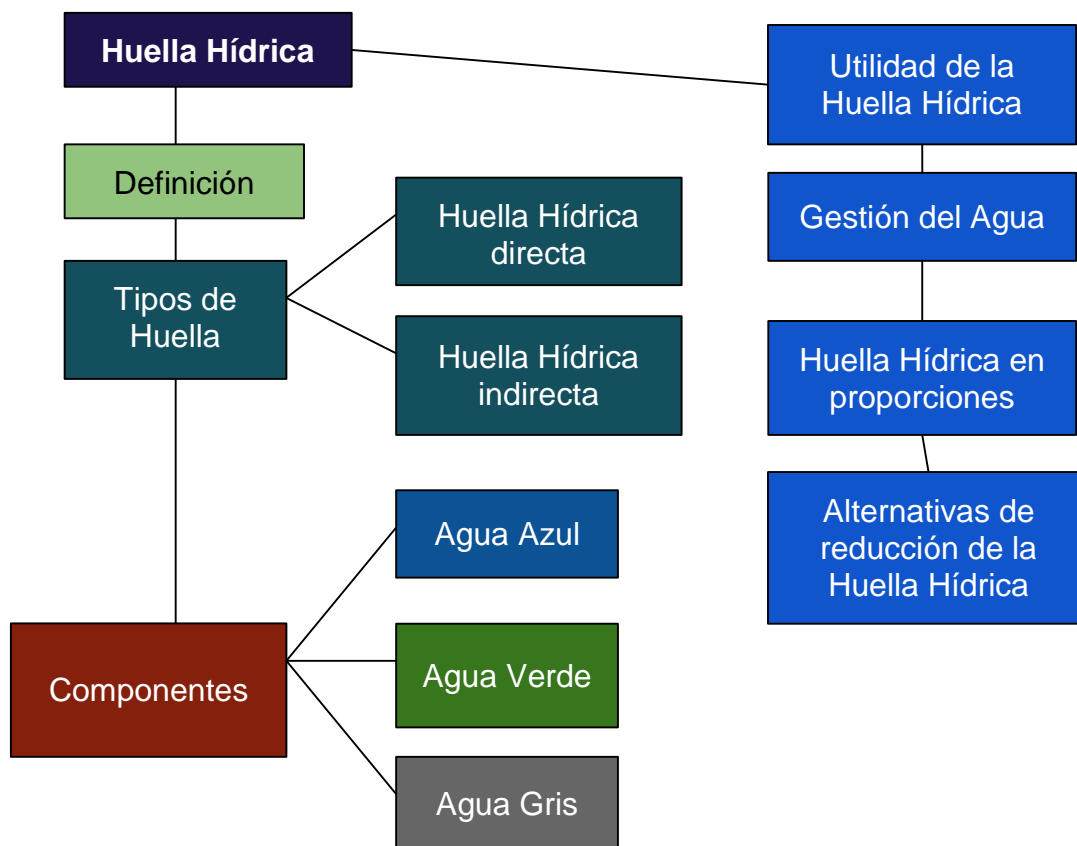 Huella Hídrica
Definición
Tipos de
Huella
Huella Hídrica
directa
Huella Hídrica
indirecta
Componentes
Agua Azul
Agua Verde
Agua Gris
Utilidad de la
Huella Hídrica
Gestión del Agua
Huella Hídrica en
proporciones
Alternativas de
reducción de la
Huella Hídrica